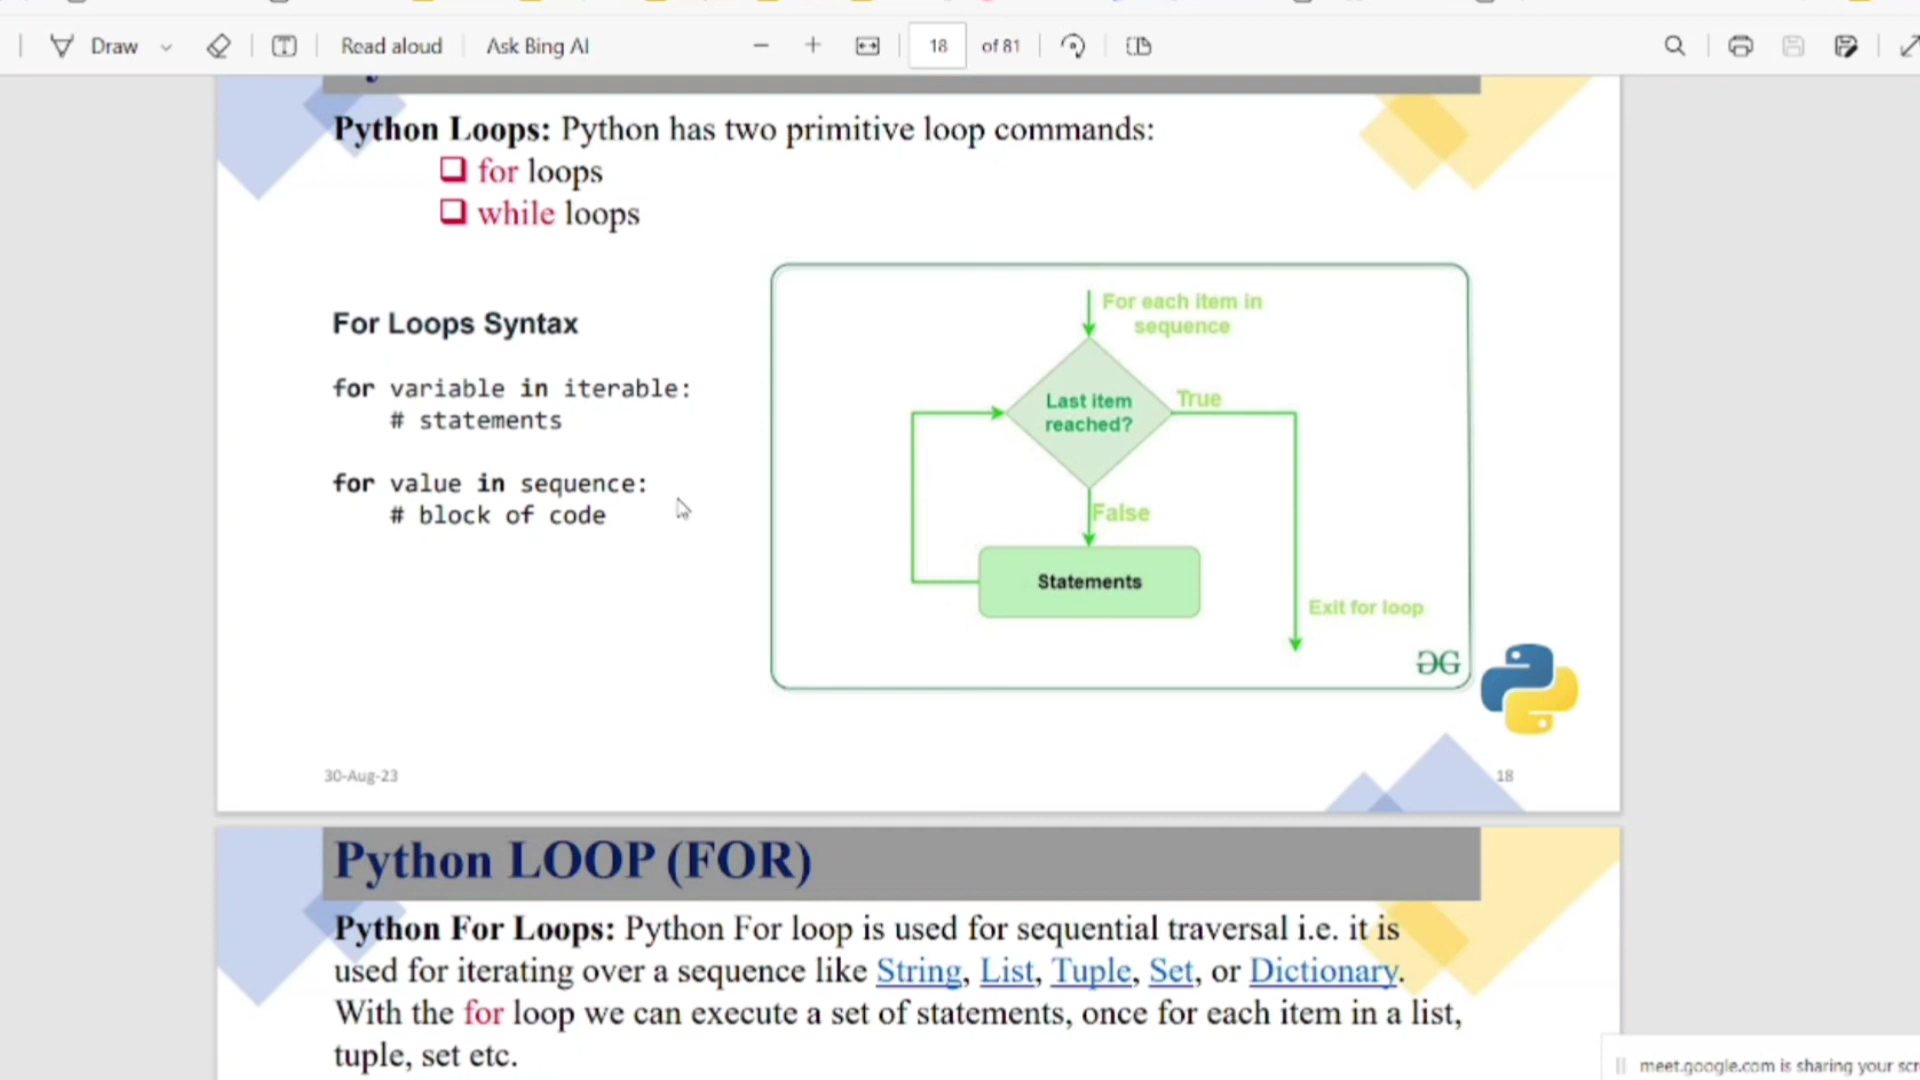 Draw
Read aloud
Ask Bing AI
18
of 81
Python Loops: Python has two primitive loop commands:
for loops
while loops
For Loops Syntax
for variable in iterable:
# statements
for value in sequence:
# block of code
For each item in
sequence
Last item
reached?
True
False
Statements
Exit for loop
30-Aug-23
18
Python LOOP (FOR)
Python For Loops: Python For loop is used for sequential traversal i.e. it is
used for iterating over a sequence like String, List, Tuple, Set, or Dictionary.
With the for loop we can execute a set of statements, once for each item in a list,
tuple, set etc.
meet.google.com is sharing your scr